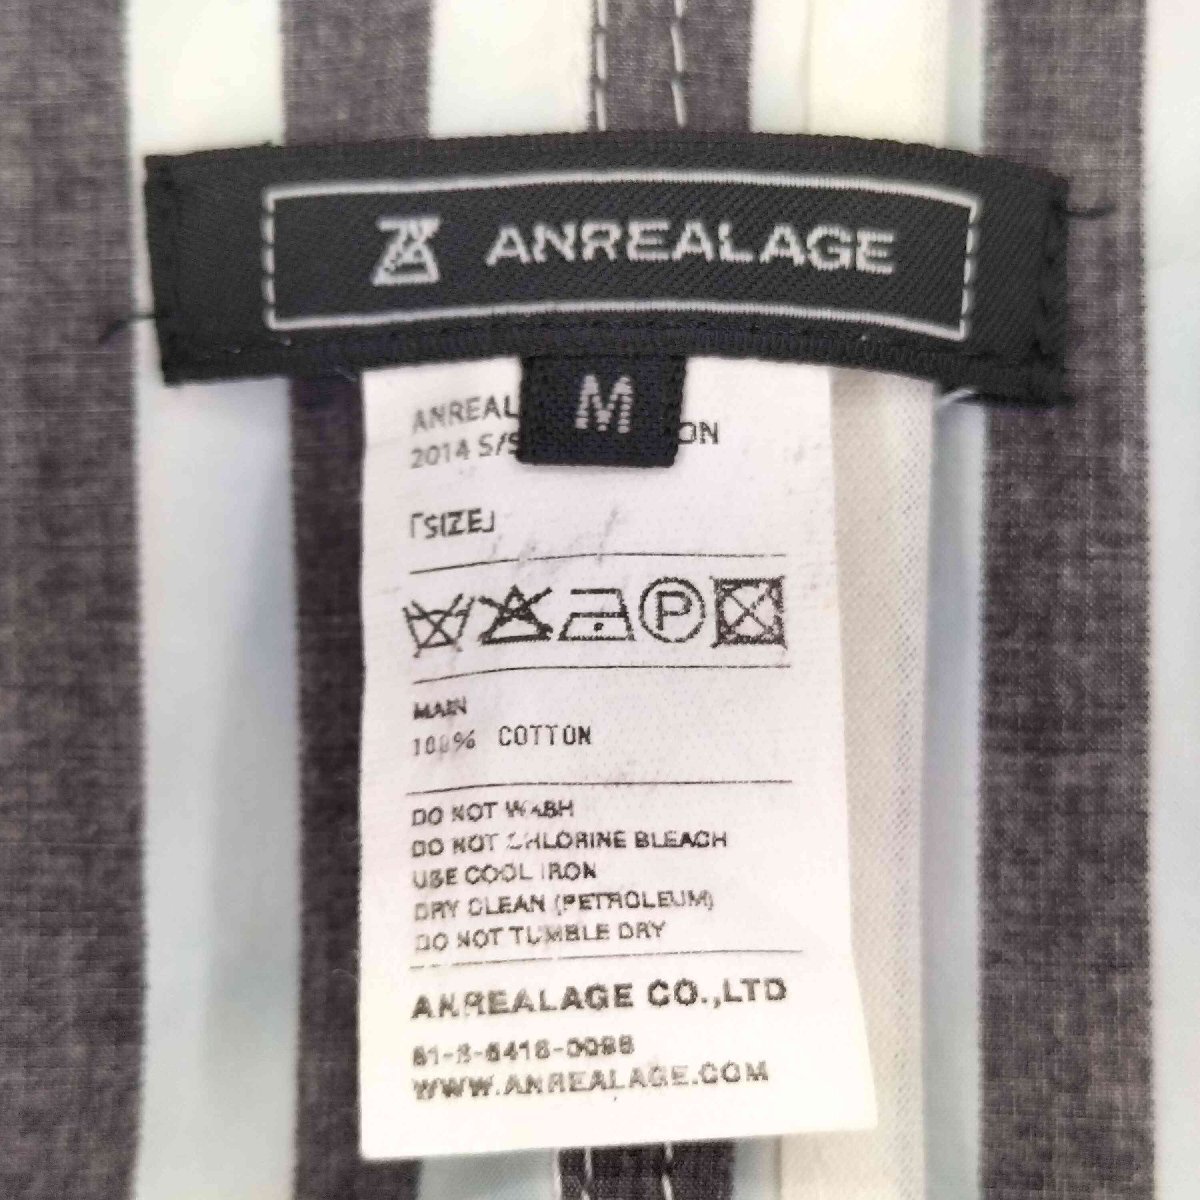 ANREALAGE
M
ANREAL
2014 S/S ON
「SIZE」
P
MAIN
100% COTTON
DO NOT WASH
DO NOT CHLORINE BLEACH
USE COOL IRON
DRY CLEAN (PETROLEUM)
DO NOT TUMBLE DRY
ANREALAGE CO.,LTD
WWW.ANREALAGE.COM